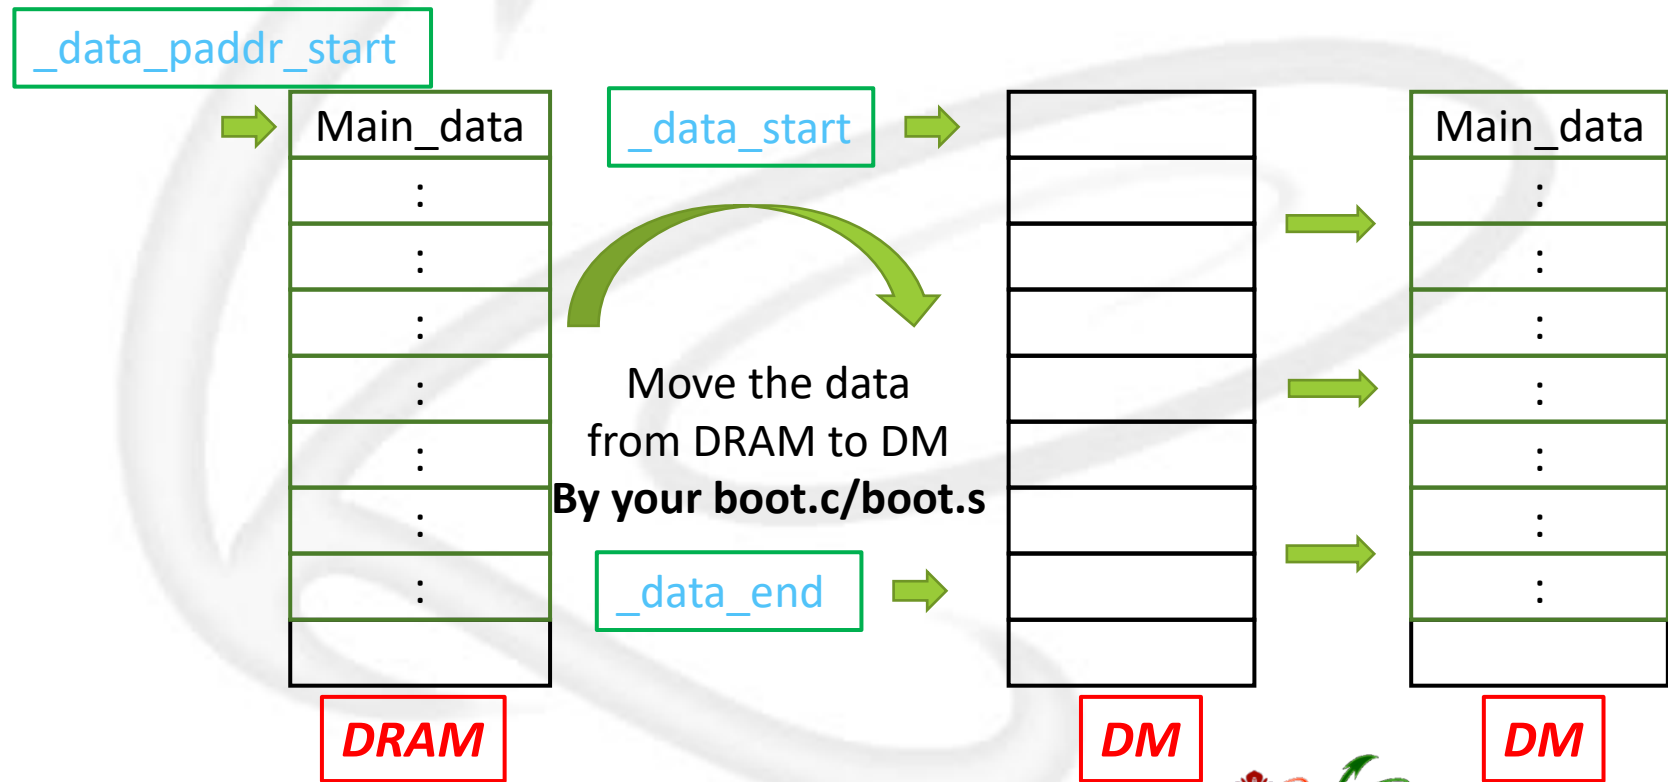 _data_paddr_start
Main_data
:
:
:
:
:
:
:
DRAM
_data_start
Move the data
from DRAM to DM
By your boot.c/boot.s
_data_end
DM
Main_data
:
:
:
:
:
:
:
DM